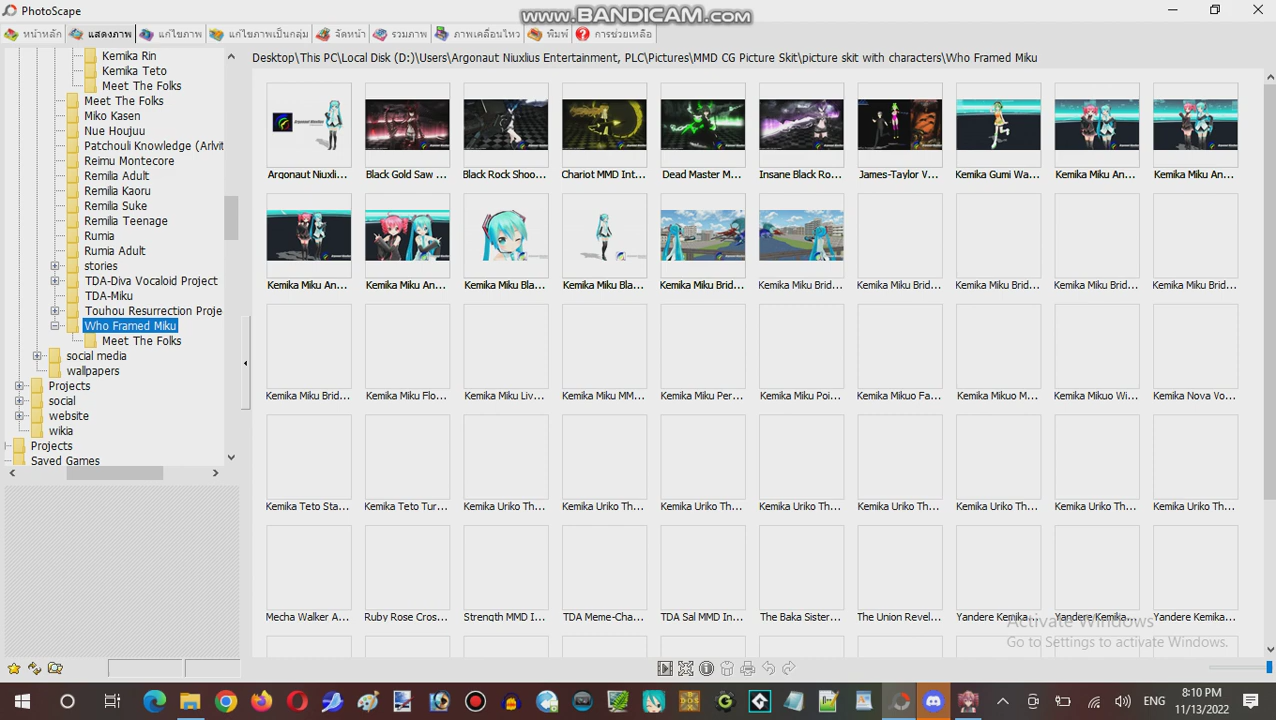 PhotoScape
www.BANDICAM.com
หน้าหลัก แสดงภาพ แก้ไขภาพ แก้ไขภาพเป็นกลุ่ม จัดหน้า รวมภาพ ภาพเคลื่อนไหว พิมพ์ การช่วยเหลือ
Desktop\This PC\Local Disk (D:)\Users\Argonaut Niuxlius Entertainment, PLC\Pictures\MMD CG Picture Skit\picture skit with characters\Who Framed Miku
Kemika Rin
Kemika Teto
Meet The Folks
Meet The Folks
Miko Kasen
Nue Houjuu
Patchouli Knowledge (Arlvit
Reimu Montecore
Remilia Adult
Remilia Kaoru
Remilia Suke
Remilia Teenage
Rumia
Rumia Adult
stories
TDA-Diva Vocaloid Project
TDA-Miku
Touhou Resurrection Proje
Who Framed Miku
Meet The Folks
social media
wallpapers
Projects
social
website
wikia
Projects
Saved Games
Argonaut Niuxli... Black Gold Saw ... Black Rock Shoo... Chariot MMD Int... Dead Master M... Insane Black Ro... James-Taylor V... Kemika Gumi Wa... Kemika Miku An... Kemika Miku An...
Kemika Miku An... Kemika Miku An... Kemika Miku Bla... Kemika Miku Bla... Kemika Miku Brid... Kemika Miku Brid... Kemika Miku Brid... Kemika Miku Brid... Kemika Miku Brid... Kemika Miku Brid...
Kemika Miku Brid... Kemika Miku Flo... Kemika Miku Liv... Kemika Miku MM... Kemika Miku Per... Kemika Miku Poi... Kemika Mikuo Fa... Kemika Mikuo M... Kemika Mikuo Wi... Kemika Nova Vo...
Kemika Teto Sta... Kemika Teto Tur... Kemika Uriko Th... Kemika Uriko Th... Kemika Uriko Th... Kemika Uriko Th... Kemika Uriko Th... Kemika Uriko Th... Kemika Uriko Th... Kemika Uriko Th...
Mecha Walker A... Ruby Rose Cros... Strength MMD I... TDA Meme-Cha... TDA Sal MMD In... The Baka Sister... The Union Revel... Yandere Kemika... Yandere Kemika... Yandere Kemika...
Activate Windows
Go to Settings to activate Windows.
ENG
8:10 PM
11/13/2022